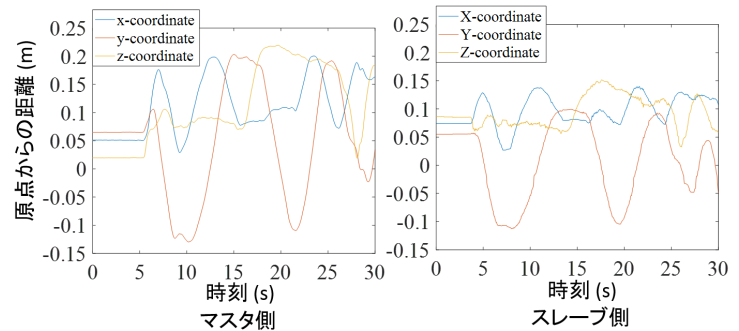 x-coordinate
y-coordinate
z-coordinate
0.25
0.2
0.15
0.1
0.05
0
-0.05
-0.1
-0.15
原点からの距離 (m)
0 5 10 15 20 25 30
時刻 (s)
マスタ側
X-coordinate
Y-coordinate
Z-coordinate
0.25
0.2
0.15
0.1
0.05
0
-0.05
-0.1
-0.15
0 5 10 15 20 25 30
時刻 (s)
スレーブ側